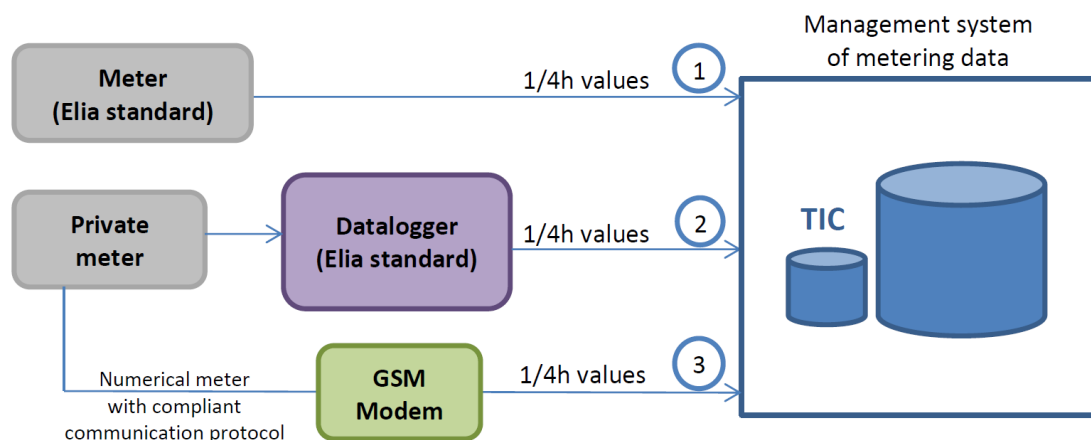 Management system
of metering data
Meter
(Elia standard)
1/4h values
1
Private
meter
Datalogger
(Elia standard)
1/4h values
2
TIC
Numerical meter
with compliant
communication protocol
GSM
Modem
1/4h values
3